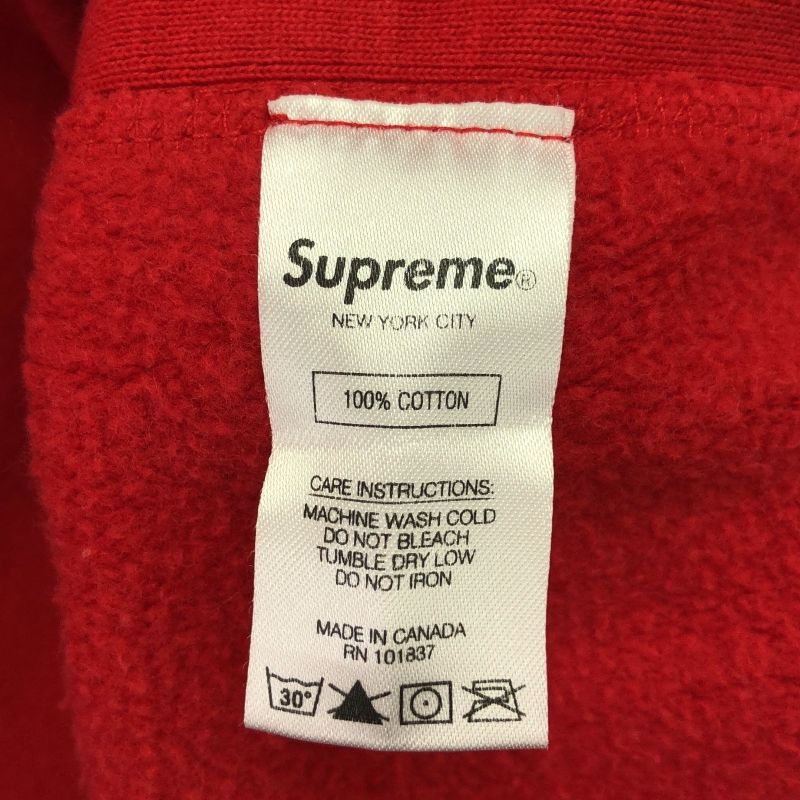 Supreme®
NEW YORK CITY
100% COTTON
CARE INSTRUCTIONS:
MACHINE WASH COLD
DO NOT BLEACH
TUMBLE DRY LOW
DO NOT IRON
MADE IN CANADA
RN 101837
30°